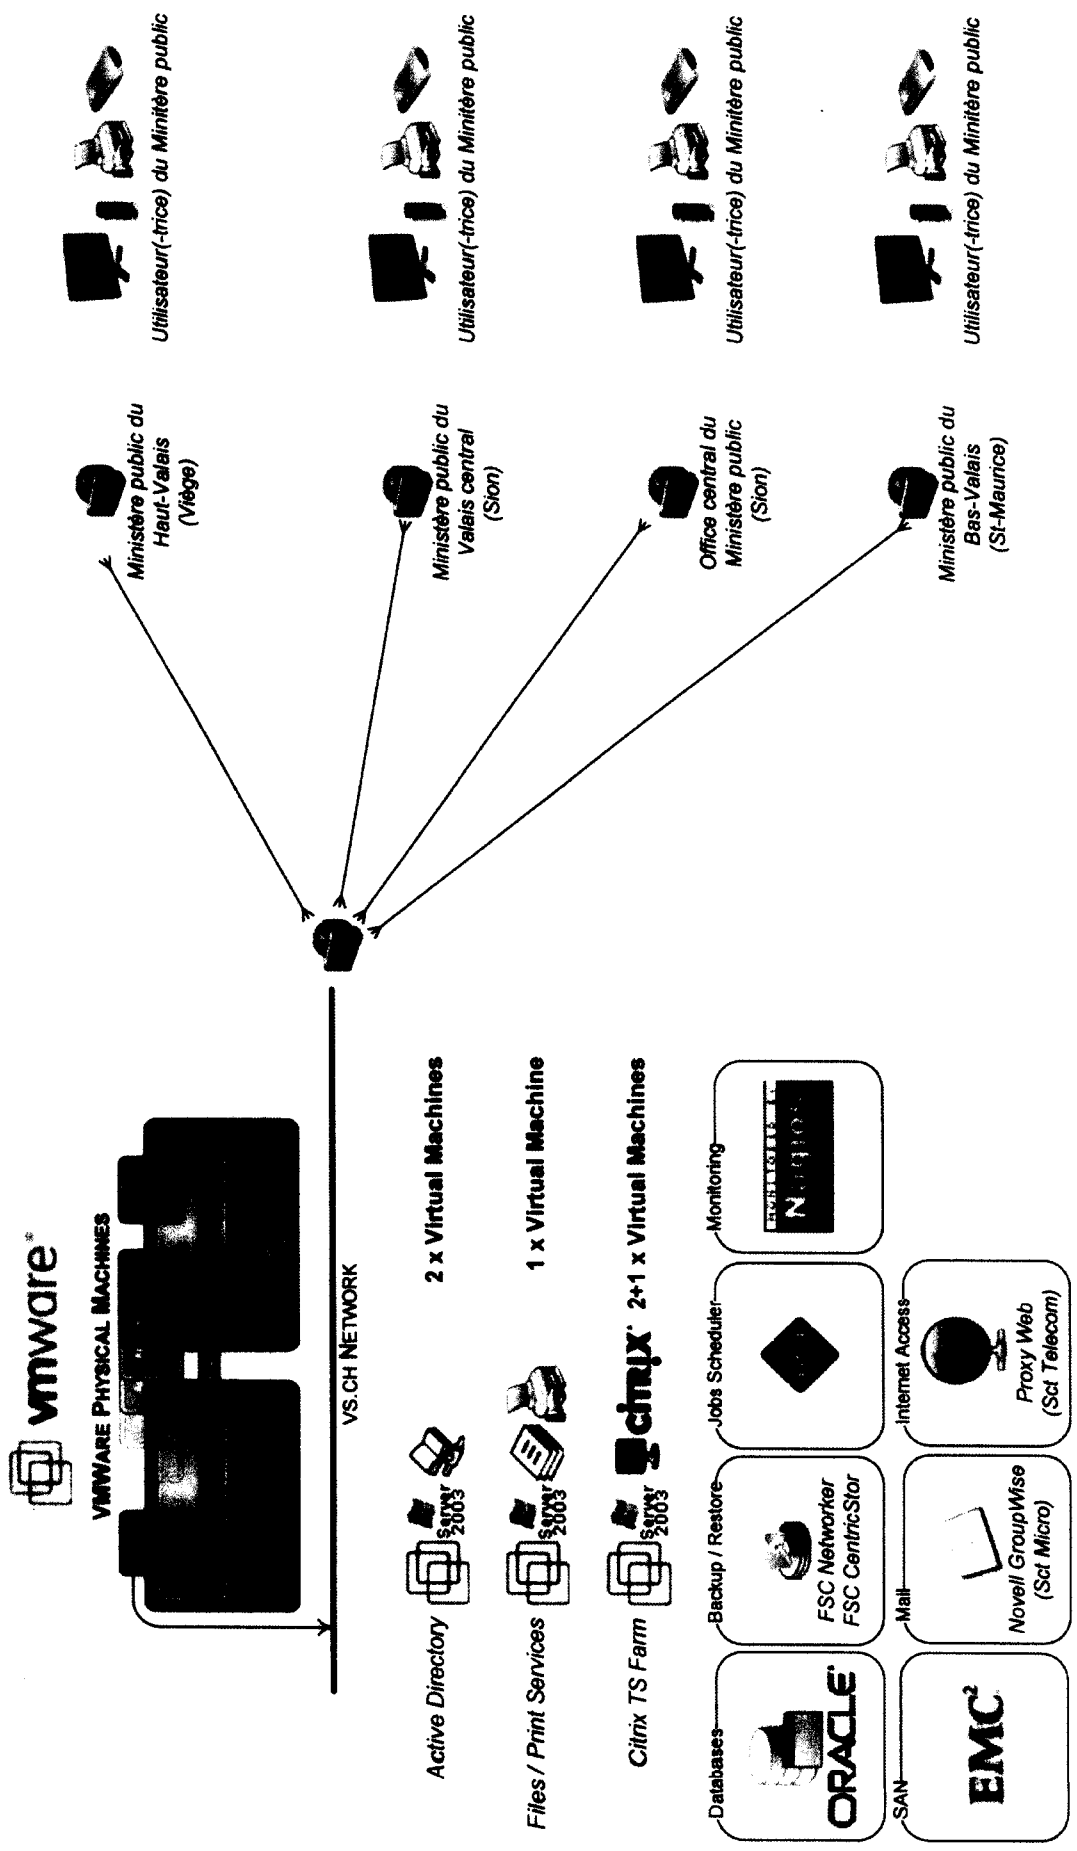 vmware®
VMWARE PHYSICAL MACHINES
VS.CH NETWORK
Active Directory
Server
2003
2 x Virtual Machines
Files / Print Services
Server
2003
1 x Virtual Machine
Citrix TS Farm
Server
2003
CİTRIX®
2+1 x Virtual Machines
Databases
ORACLE®
Backup / Restore
FSC Networker
FSC CentricStor
Jobs Scheduler
Monitoring
Nagios
SAN
EMC²
Mail
Novell GroupWise
(Sct Micro)
Internet Access
Proxy Web
(Sct Telecom)
Ministère public du
Haut-Valais
(Viège)
Utilisateur(-trice) du Minitère public
Ministère public du
Valais central
(Sion)
Utilisateur(-trice) du Minitère public
Office central du
Ministère public
(Sion)
Utilisateur(-trice) du Minitère public
Ministère public du
Bas-Valais
(St-Maurice)
Utilisateur(-trice) du Minitère public